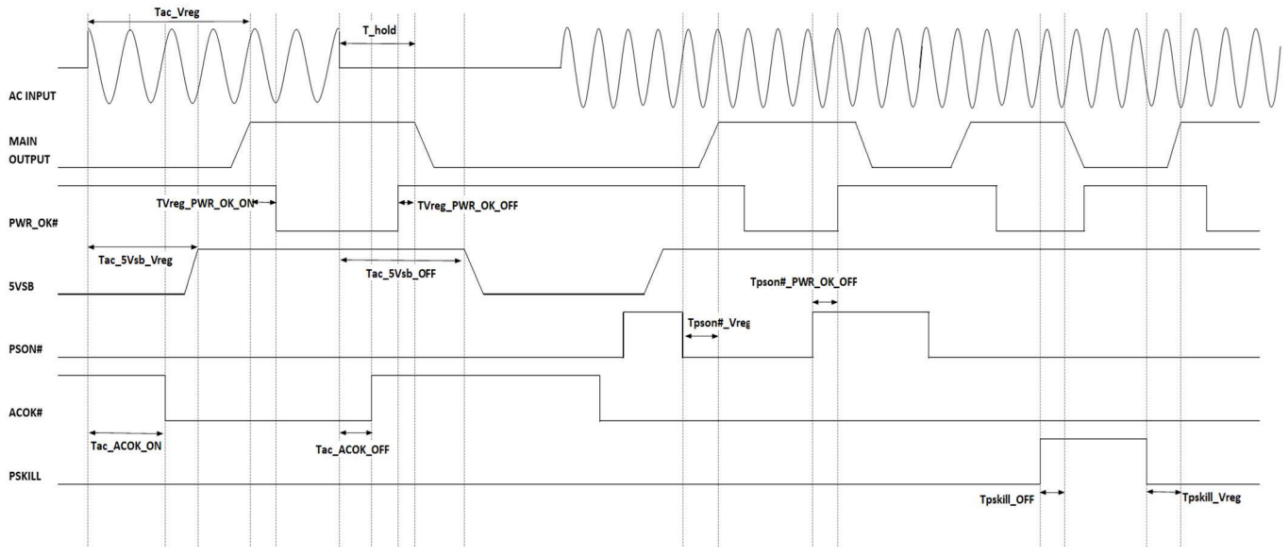 Tac_Vreg
T_hold
AC INPUT
MAIN
OUTPUT
TVreg_PWR_OK_ON
TVreg_PWR_OK_OFF
PWR_OK#
Tac_5Vsb_Vreg
Tac_5Vsb_OFF
5VSB
Tpson#_PWR_OK_OFF
Tpson#_Vreg
PSON#
ACOK#
Tac_ACOK_ON
Tac_ACOK_OFF
PSKILL
Tpskill_OFF
Tpskill_Vreg